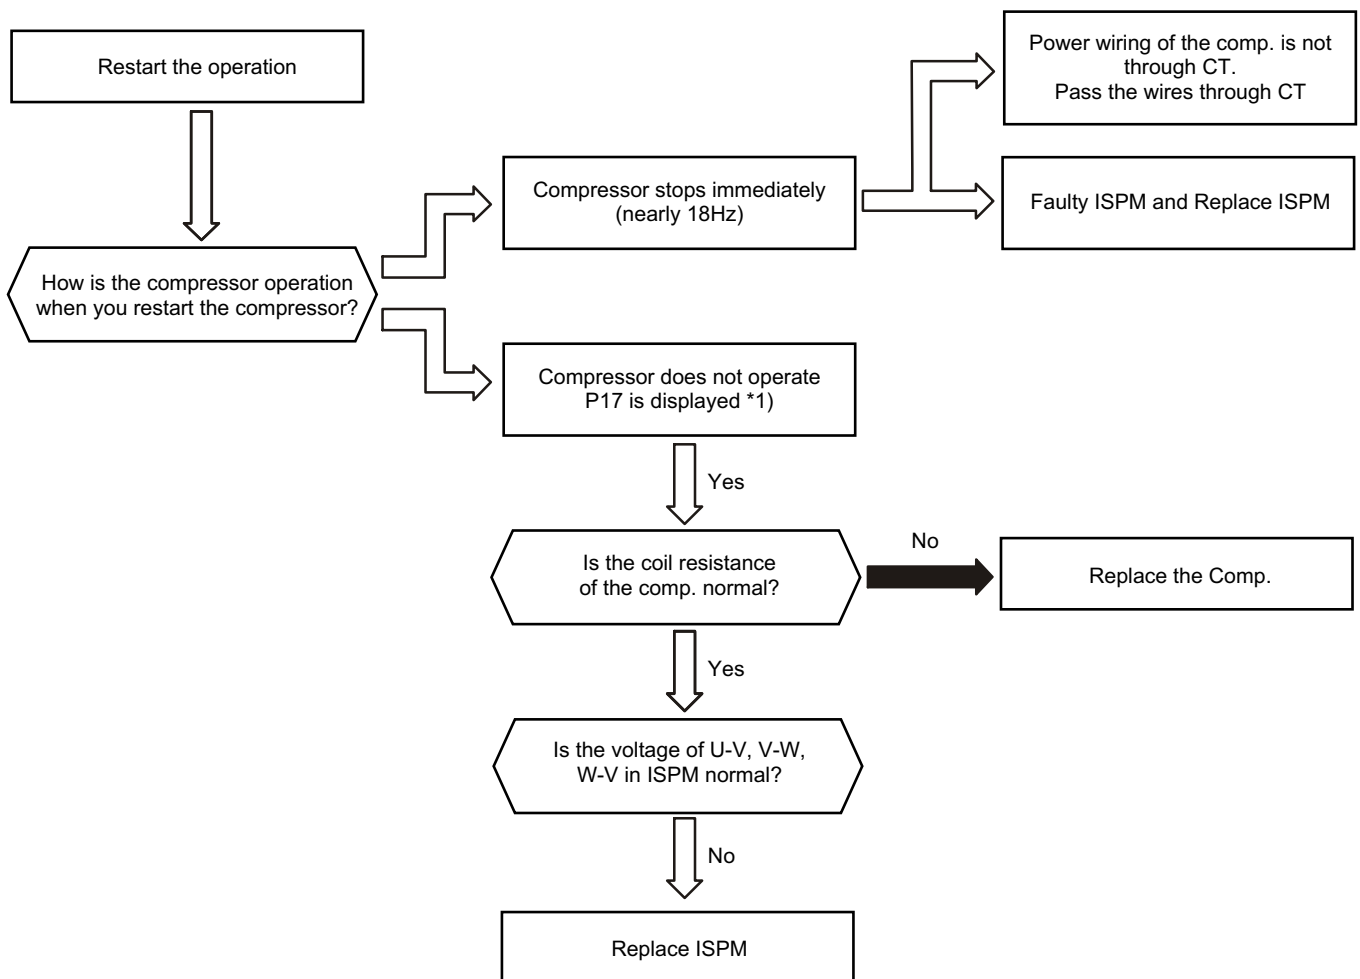 Restart the operation
Power wiring of the comp. is not
through CT.
Pass the wires through CT
Compressor stops immediately
(nearly 18Hz)
Faulty ISPM and Replace ISPM
How is the compressor operation
when you restart the compressor?
Compressor does not operate
P17 is displayed *1)
Yes
Is the coil resistance
of the comp. normal?
No
Replace the Comp.
Yes
Is the voltage of U-V, V-W,
W-V in ISPM normal?
No
Replace ISPM